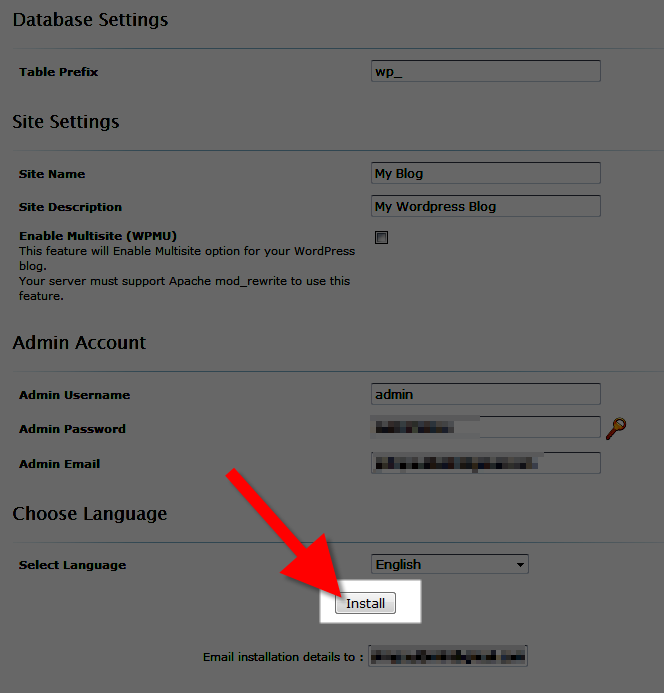 Database Settings
Table Prefix
wp_
Site Settings
Site Name
My Blog
Site Description
My Wordpress Blog
Enable Multisite (WPMU)
This feature will Enable Multisite option for your WordPress
blog.
Your server must support Apache mod_rewrite to use this
feature.
Admin Account
Admin Username
admin
Admin Password
Admin Email
Choose Language
Select Language
English
Install
Email installation details to :